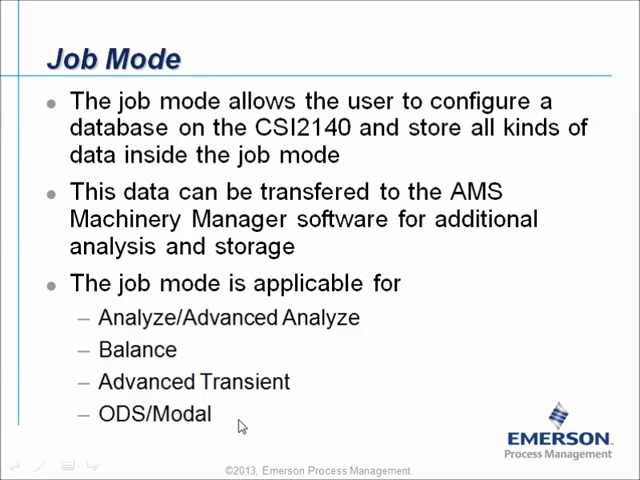 Job Mode
The job mode allows the user to configure a
database on the CSI2140 and store all kinds of
data inside the job mode
This data can be transfered to the AMS
Machinery Manager software for additional
analysis and storage
The job mode is applicable for
– Analyze/Advanced Analyze
– Balance
– Advanced Transient
– ODS/Modal
EMERSON.
Process Management
©2013, Emerson Process Management.